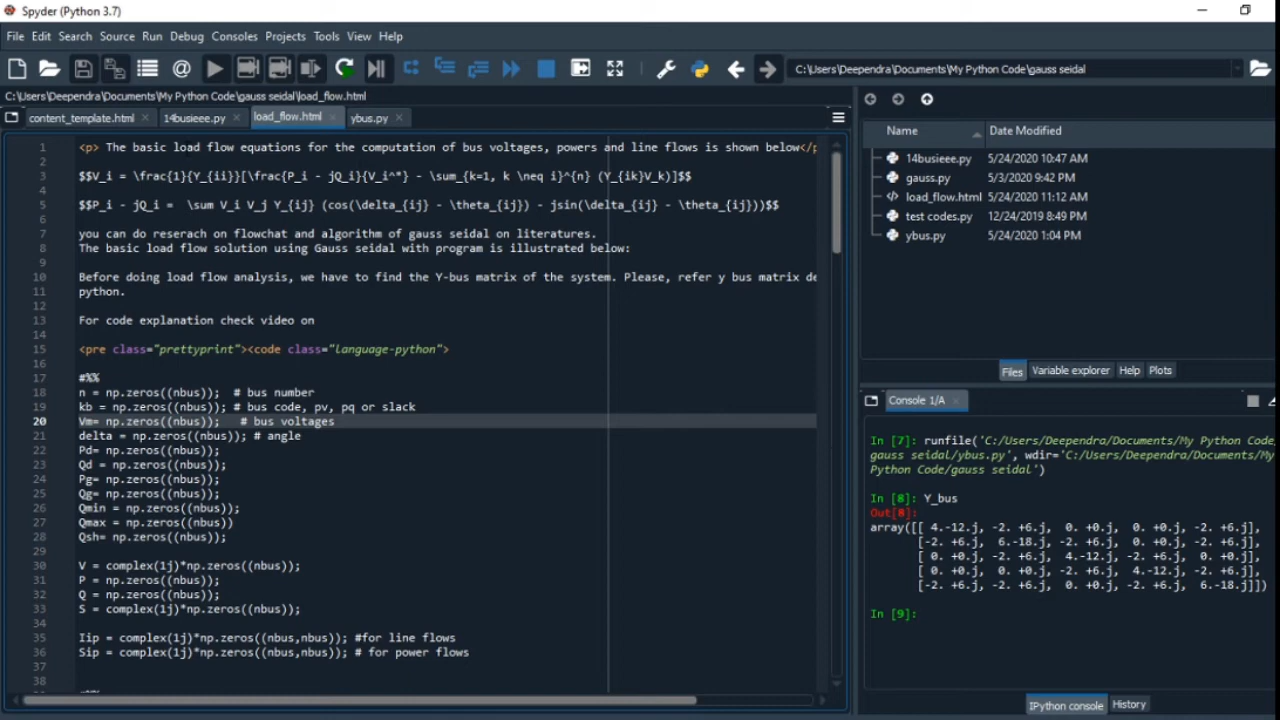 Spyder (Python 3.7)
File Edit Search Source Run Debug Consoles Projects Tools View Help
C:\Users\Deependra\Documents\My Python Code\gauss seidal
C:\Users\Deependra\Documents\My Python Code\gauss seidal\load_flow.html
content_template.html 14busieee.py load_flow.html ybus.py
1 <p> The basic load flow equations for the computation of bus voltages, powers and line flows is shown below</p
2
3 $$V_i = \frac{1}{Y_{ii}}[\frac{P_i - jQ_i}{V_i^*} - \sum_{k=1, k \neq i}^{n} (Y_{ik}V_k)]$$
4
5 $$P_i - jQ_i =  \sum V_i V_j Y_{ij} (cos(\delta_{ij} - \theta_{ij}) - jsin(\delta_{ij} - \theta_{ij}))$$
6
7 you can do reserach on flowchat and algorithm of gauss seidal on literatures.
8 The basic load flow solution using Gauss seidal with program is illustrated below:
9
10 Before doing load flow analysis, we have to find the Y-bus matrix of the system. Please, refer y bus matrix de
11 python.
12
13 For code explanation check video on
14
15 <pre class="prettyprint"><code class="language-python">
16
17 #%%
18 n = np.zeros((nbus));  # bus number
19 kb = np.zeros((nbus)); # bus code, pv, pq or slack
20 Vm= np.zeros((nbus));   # bus voltages
21 delta = np.zeros((nbus)); # angle
22 Pd= np.zeros((nbus));
23 Qd = np.zeros((nbus));
24 Pg= np.zeros((nbus));
25 Qg= np.zeros((nbus));
26 Qmin = np.zeros((nbus));
27 Qmax = np.zeros((nbus))
28 Qsh= np.zeros((nbus));
29
30 V = complex(1j)*np.zeros((nbus));
31 P = np.zeros((nbus));
32 Q = np.zeros((nbus));
33 S = complex(1j)*np.zeros((nbus));
34
35 Iip = complex(1j)*np.zeros((nbus,nbus)); #for line flows
36 Sip = complex(1j)*np.zeros((nbus,nbus)); # for power flows
37
Name Date Modified
14busieee.py 5/24/2020 10:47 AM
gauss.py 5/3/2020 9:42 PM
load_flow.html 5/24/2020 11:12 AM
test codes.py 12/24/2019 8:49 PM
ybus.py 5/24/2020 1:04 PM
Files Variable explorer Help Plots
Console 1/A
In [7]: runfile('C:/Users/Deependra/Documents/My Python Code/
gauss seidal/ybus.py', wdir='C:/Users/Deependra/Documents/My
Python Code/gauss seidal')
In [8]: Y_bus
Out[8]:
array([[ 4.-12.j, -2. +6.j,  0. +0.j,  0. +0.j, -2. +6.j],
[-2. +6.j,  6.-18.j, -2. +6.j,  0. +0.j, -2. +6.j],
[ 0. +0.j, -2. +6.j,  4.-12.j, -2. +6.j,  0. +0.j],
[ 0. +0.j,  0. +0.j, -2. +6.j,  4.-12.j, -2. +6.j],
[-2. +6.j, -2. +6.j,  0. +0.j, -2. +6.j,  6.-18.j]])
In [9]:
IPython console History